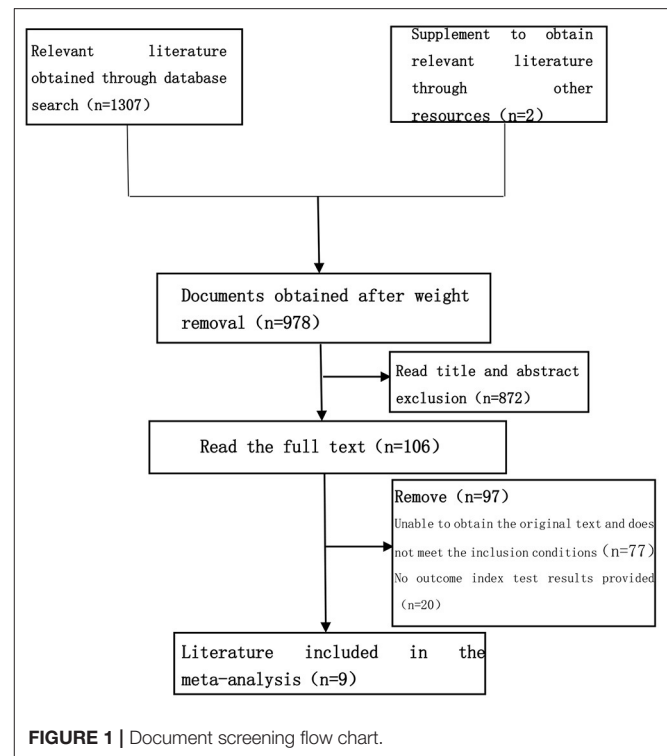 Relevant literature
obtained through database
search (n=1307)
Supplement to obtain
relevant literature
through other
resources (n=2)
Documents obtained after weight
removal (n=978)
Read title and abstract
exclusion (n=872)
Read the full text (n=106)
Remove (n=97)
Unable to obtain the original text and does
not meet the inclusion conditions (n=77)
No outcome index test results provided
(n=20)
Literature included in the
meta-analysis (n=9)
FIGURE 1 | Document screening flow chart.